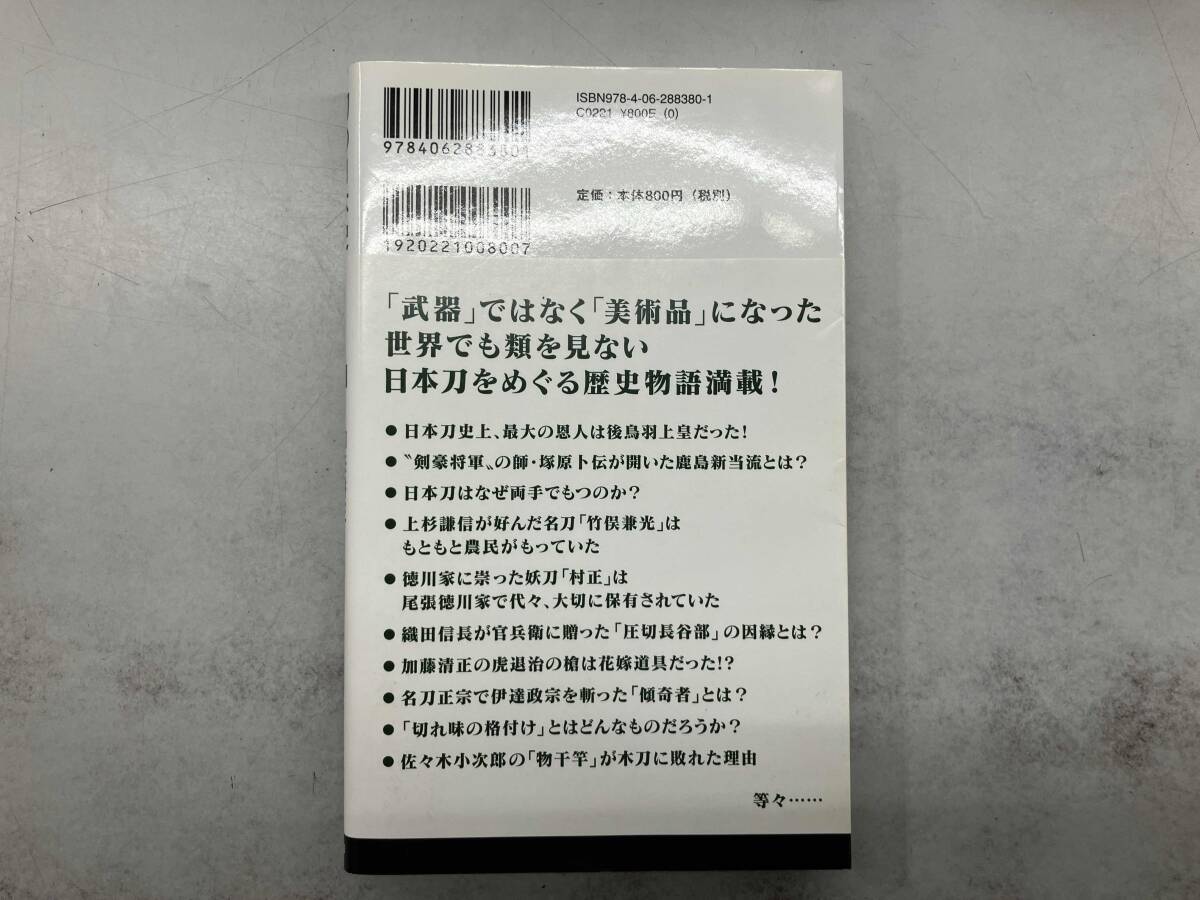 ISBN978-4-06-288380-1
C0221 ¥800E (0)
9784062883801
定価：本体800円（税別）
1920221008007
「武器」ではなく「美術品」になった
世界でも類を見ない
日本刀をめぐる歴史物語満載！
● 日本刀史上、最大の恩人は後鳥羽上皇だった！
● 〝剣豪将軍〟の師・塚原卜伝が開いた鹿島新当流とは？
● 日本刀はなぜ両手でもつのか？
● 上杉謙信が好んだ名刀「竹俣兼光」は
もともと農民がもっていた
● 徳川家に祟った妖刀「村正」は
尾張徳川家で代々、大切に保有されていた
● 織田信長が官兵衛に贈った「圧切長谷部」の因縁とは？
● 加藤清正の虎退治の槍は花嫁道具だった!?
● 名刀正宗で伊達政宗を斬った「傾奇者」とは？
● 「切れ味の格付け」とはどんなものだろうか？
● 佐々木小次郎の「物干竿」が木刀に敗れた理由
等々……